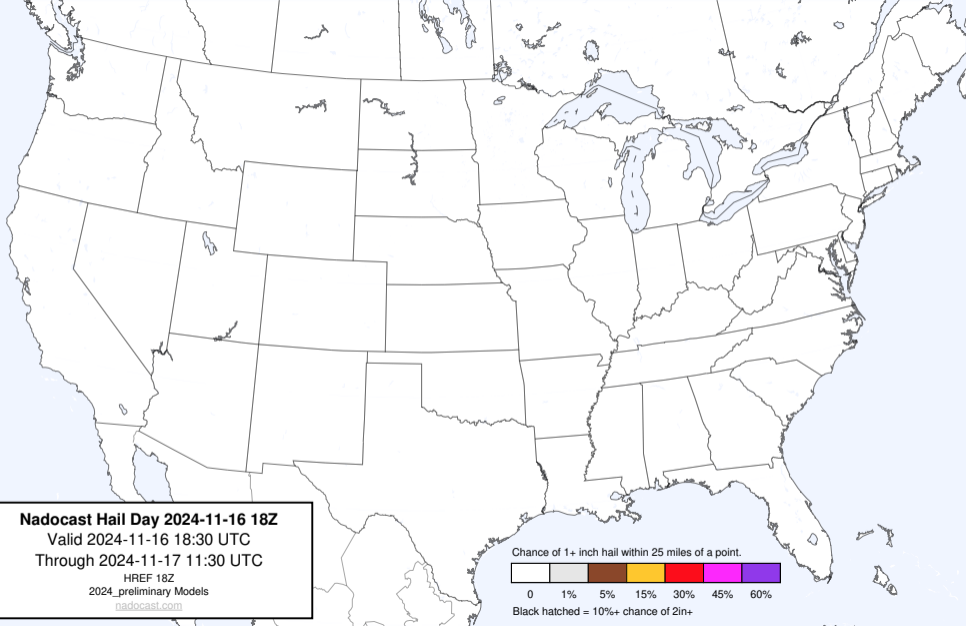 Nadocast Hail Day 2024-11-16 18Z
Valid 2024-11-16 18:30 UTC
Through 2024-11-17 11:30 UTC
HREF 18Z
2024_preliminary Models
nadocast.com
Chance of 1+ inch hail within 25 miles of a point.
0 1% 5% 15% 30% 45% 60%
Black hatched = 10%+ chance of 2in+